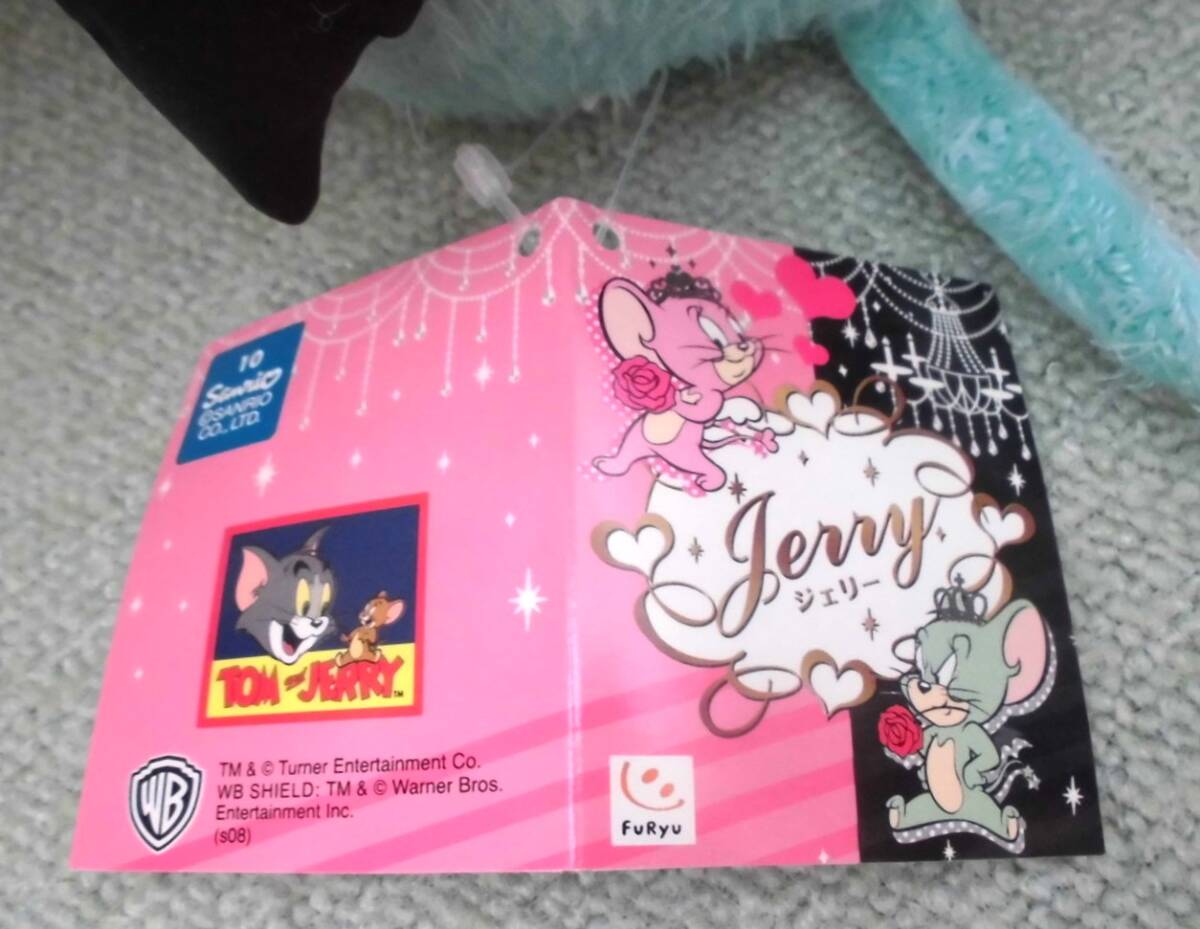 10
Sanrio
©SANRIO
CO., LTD.
TOM and JERRY™
WB
TM & © Turner Entertainment Co.
WB SHIELD: TM & © Warner Bros.
Entertainment Inc.
(s08)
Jerry
ジェリー
FuRyu